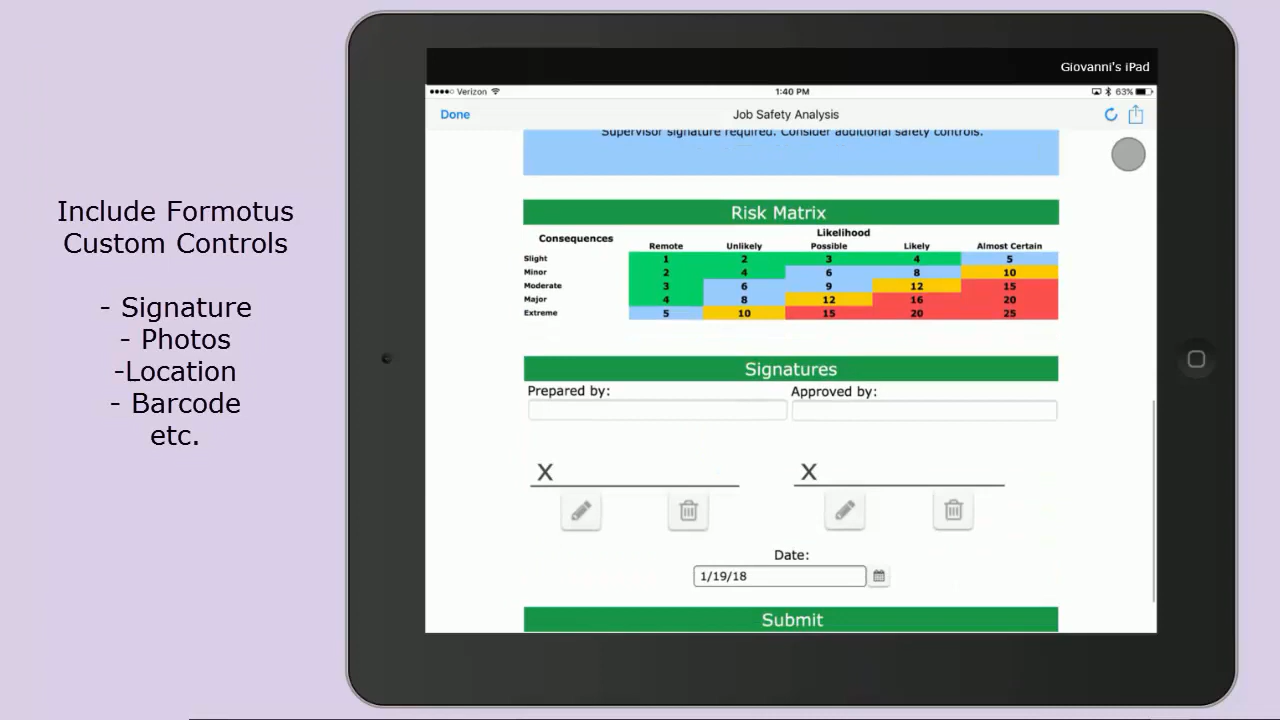 Include Formotus
Custom Controls
- Signature
- Photos
-Location
- Barcode
etc.
Giovanni's iPad
Verizon 1:40 PM 63%
Done Job Safety Analysis
Supervisor signature required. Consider additional safety controls.
Risk Matrix
Consequences Likelihood
Remote Unlikely Possible Likely Almost Certain
Slight 1 2 3 4 5
Minor 2 4 6 8 10
Moderate 3 6 9 12 15
Major 4 8 12 16 20
Extreme 5 10 15 20 25
Signatures
Prepared by: Approved by:
X X
Date:
1/19/18
Submit